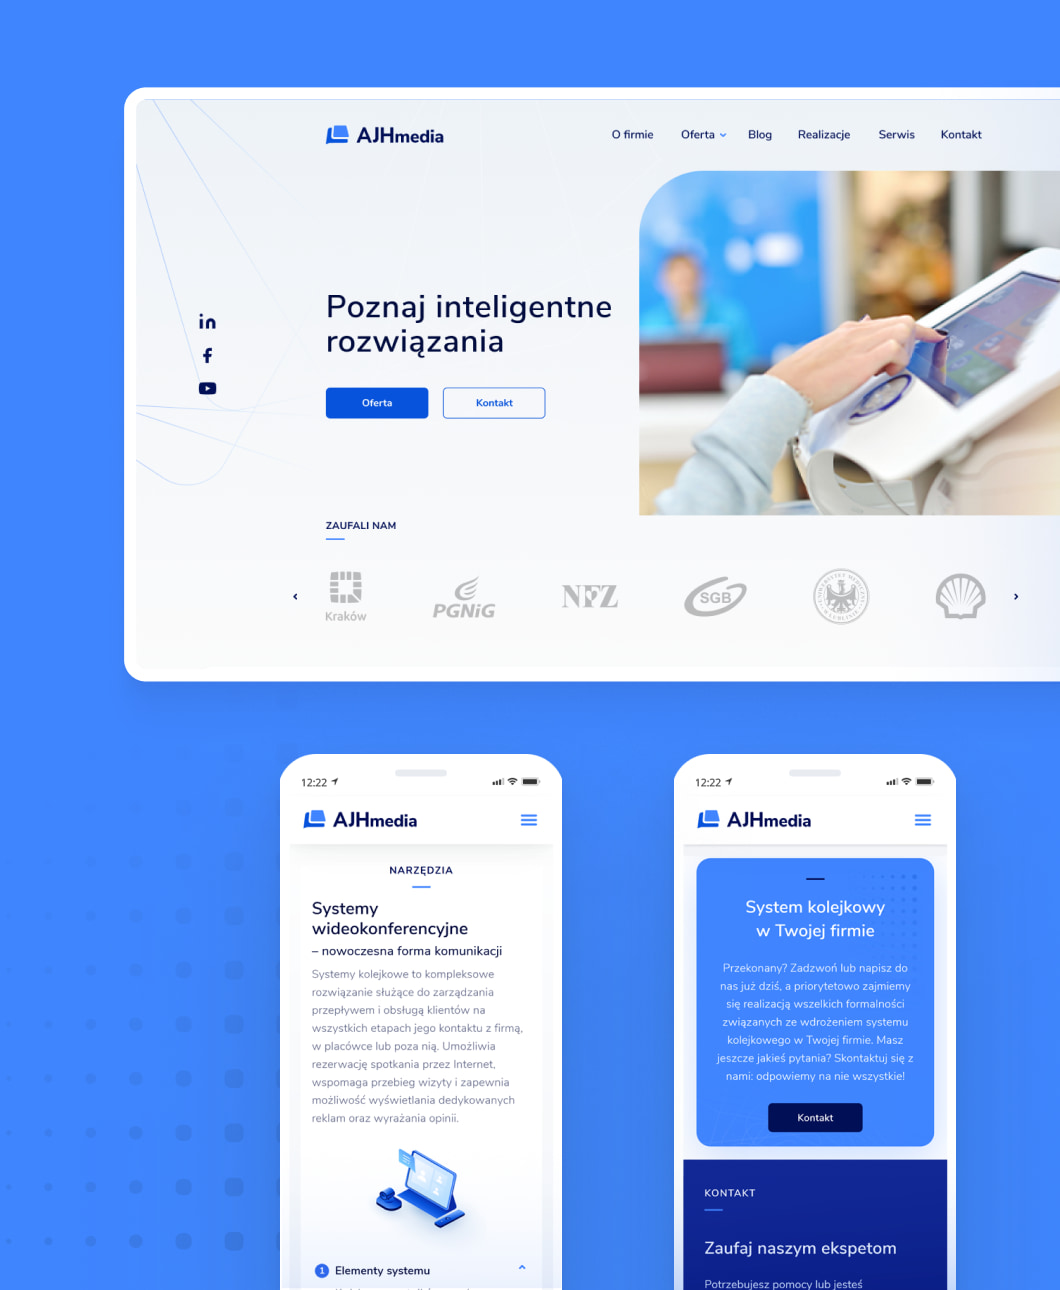 AJHmedia
O firmie Oferta Blog Realizacje Serwis Kontakt
Poznaj inteligentne
rozwiązania
Oferta Kontakt
ZAUFALI NAM
Kraków PGNiG NFZ SGB
12:22
AJHmedia
NARZĘDZIA
Systemy
wideokonferencyjne
– nowoczesna forma komunikacji
Systemy kolejkowe to kompleksowe
rozwiązanie służące do zarządzania
przepływem i obsługą klientów na
wszystkich etapach jego kontaktu z firmą,
w placówce lub poza nią. Umożliwia
rezerwację spotkania przez Internet,
wspomaga przebieg wizyty i zapewnia
możliwość wyświetlania dedykowanych
reklam oraz wyrażania opinii.
1 Elementy systemu
12:22
AJHmedia
System kolejkowy
w Twojej firmie
Przekonany? Zadzwoń lub napisz do
nas już dziś, a priorytetowo zajmiemy
się realizacją wszelkich formalności
związanych ze wdrożeniem systemu
kolejkowego w Twojej firmie. Masz
jeszcze jakieś pytania? Skontaktuj się z
nami: odpowiemy na nie wszystkie!
Kontakt
KONTAKT
Zaufaj naszym ekspetom
Potrzebujesz pomocy lub jesteś